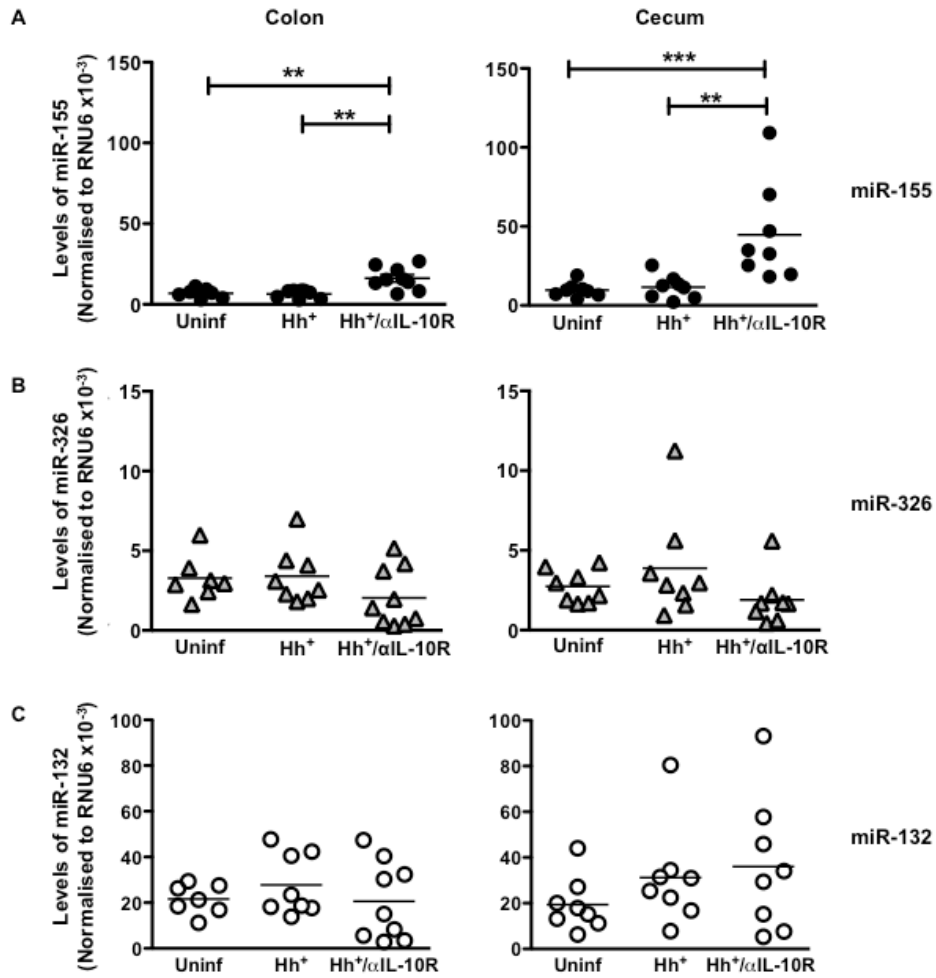 A
Colon
Cecum
Levels of miR-155
(Normalised to RNU6 x10⁻³)
150
100
50
0
**
**
Uninf
Hh⁺
Hh⁺/αIL-10R
150
100
50
0
***
**
Uninf
Hh⁺
Hh⁺/αIL-10R
miR-155
B
Levels of miR-326
(Normalised to RNU6 x10⁻³)
15
10
5
0
Uninf
Hh⁺
Hh⁺/αIL-10R
15
10
5
0
Uninf
Hh⁺
Hh⁺/αIL-10R
miR-326
C
Levels of miR-132
(Normalised to RNU6 x10⁻³)
100
80
60
40
20
0
Uninf
Hh⁺
Hh⁺/αIL-10R
100
80
60
40
20
0
Uninf
Hh⁺
Hh⁺/αIL-10R
miR-132